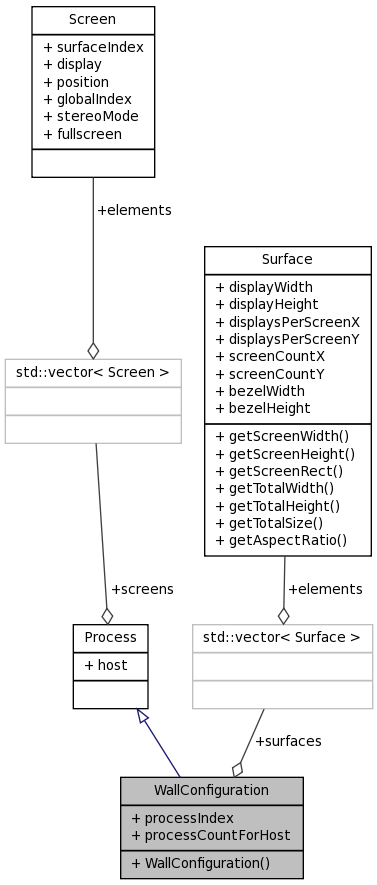 Screen
+ surfaceIndex
+ display
+ position
+ globalIndex
+ stereoMode
+ fullscreen
+elements
Surface
+ displayWidth
+ displayHeight
+ displaysPerScreenX
+ displaysPerScreenY
+ screenCountX
+ screenCountY
+ bezelWidth
+ bezelHeight
+ getScreenWidth()
+ getScreenHeight()
+ getScreenRect()
+ getTotalWidth()
+ getTotalHeight()
+ getTotalSize()
+ getAspectRatio()
std::vector< Screen >
+screens
+elements
Process
+ host
std::vector< Surface >
+surfaces
WallConfiguration
+ processIndex
+ processCountForHost
+ WallConfiguration()